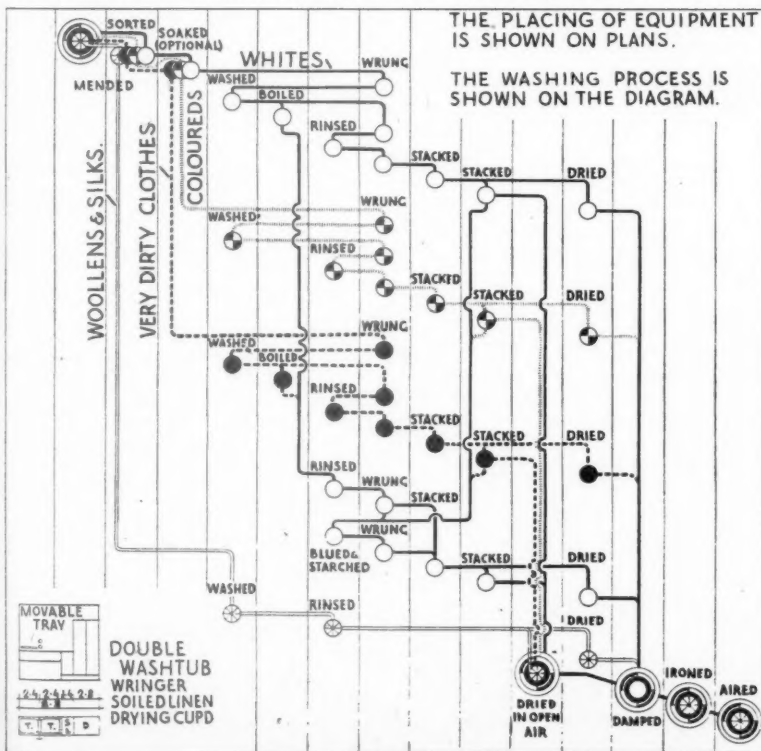 THE PLACING OF EQUIPMENT
IS SHOWN ON PLANS.
THE WASHING PROCESS IS
SHOWN ON THE DIAGRAM.
SORTED
SOAKED
(OPTIONAL)
MENDED
WHITES
WOOLLENS & SILKS.
VERY DIRTY CLOTHES
COLOUREDS
WRUNG
WASHED
BOILED
RINSED
STACKED
STACKED
DRIED
WRUNG
WASHED
RINSED
STACKED
STACKED
DRIED
WRUNG
WASHED
BOILED
RINSED
STACKED
STACKED
DRIED
RINSED
WRUNG
STACKED
WRUNG
BLUED &
STARCHED
STACKED
DRIED
WASHED
RINSED
DRIED
DRIED
IN OPEN
AIR
DAMPED
IRONED
AIRED
MOVABLE
TRAY
DOUBLE
WASHTUB
WRINGER
SOILED LINEN
DRYING CUPD
T. T. D